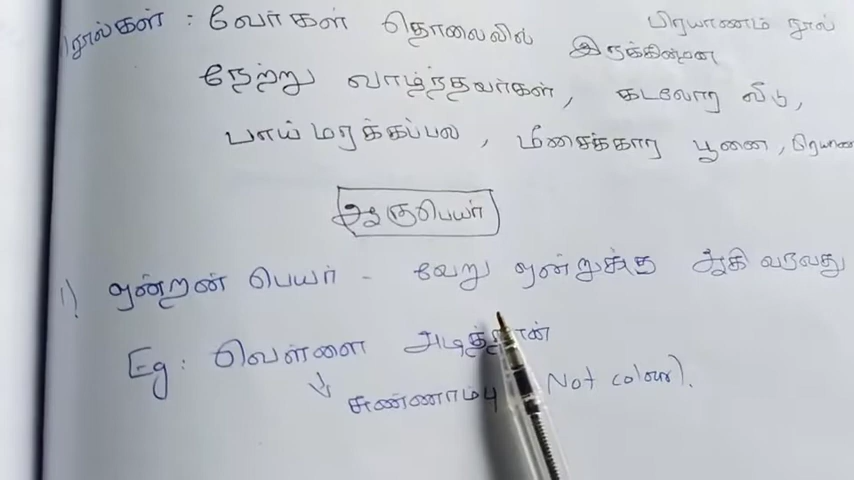 நூல்கள் : வேர்கள் தொலைவில் இருக்கின்றன பிரயாணம் நூல்
நேற்று வாழ்ந்தவர்கள், கடலோர வீடு,
பாய்மரக்கப்பல், மீசைக்கார பூனை,
ஆகுபெயர்
1) ஒன்றன் பெயர் - வேறு ஒன்றுக்கு ஆகி வருவது
Eg: வெள்ளை அடித்தான்
சுண்ணாம்பு Not colour).